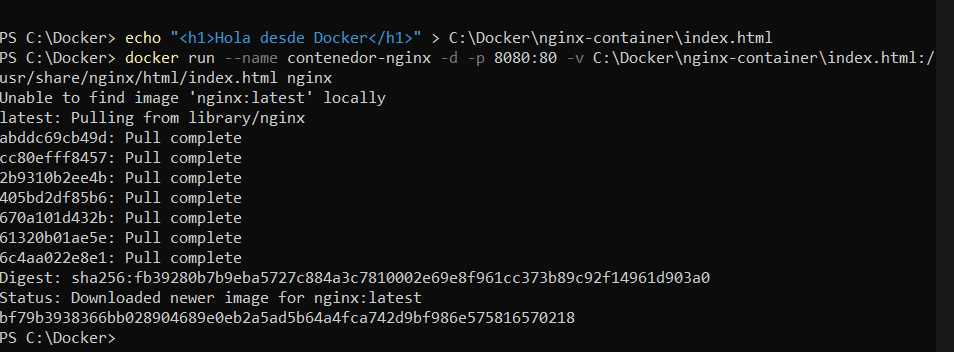 PS C:\Docker> echo "<h1>Hola desde Docker</h1>" > C:\Docker\nginx-container\index.html
PS C:\Docker> docker run --name contenedor-nginx -d -p 8080:80 -v C:\Docker\nginx-container\index.html:/
usr/share/nginx/html/index.html nginx
Unable to find image 'nginx:latest' locally
latest: Pulling from library/nginx
abddc69cb49d: Pull complete
cc80efff8457: Pull complete
2b9310b2ee4b: Pull complete
405bd2df85b6: Pull complete
670a101d432b: Pull complete
61320b01ae5e: Pull complete
6c4aa022e8e1: Pull complete
Digest: sha256:fb39280b7b9eba5727c884a3c7810002e69e8f961cc373b89c92f14961d903a0
Status: Downloaded newer image for nginx:latest
bf79b3938366bb028904689e0eb2a5ad5b64a4fca742d9bf986e575816570218
PS C:\Docker>